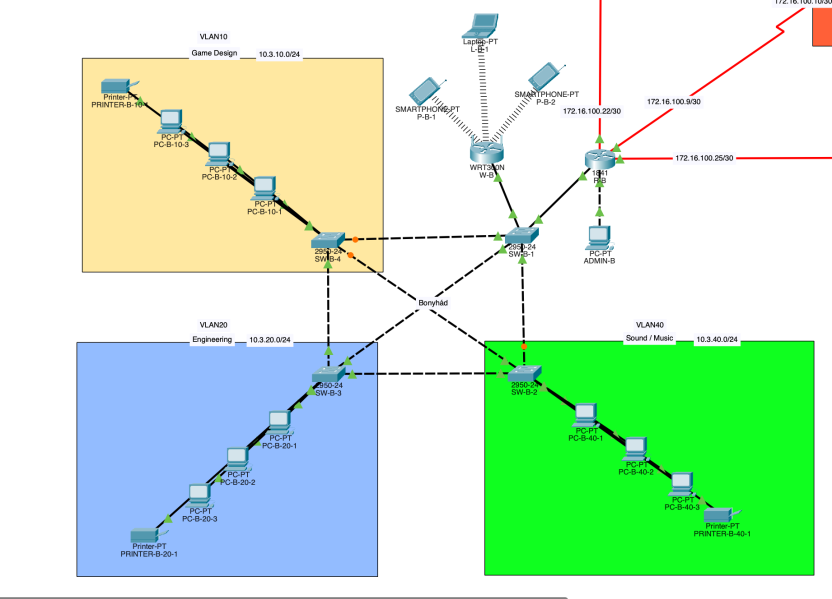 172.16.100.10/30
VLAN10
Game Design 10.3.10.0/24
Laptop-PT
L-B-1
SMARTPHONE-PT
P-B-1
SMARTPHONE-PT
P-B-2
Printer-PT
PRINTER-B-10-1
PC-PT
PC-B-10-3
PC-PT
PC-B-10-2
PC-PT
PC-B-10-1
172.16.100.22/30
172.16.100.9/30
172.16.100.25/30
WRT300N
W-B
1841
R-B
2950-24
SW-B-4
2950-24
SW-B-1
PC-PT
ADMIN-B
Bonyhád
VLAN20
Engineering 10.3.20.0/24
VLAN40
Sound / Music 10.3.40.0/24
2950-24
SW-B-3
2950-24
SW-B-2
PC-PT
PC-B-20-1
PC-PT
PC-B-20-2
PC-PT
PC-B-20-3
Printer-PT
PRINTER-B-20-1
PC-PT
PC-B-40-1
PC-PT
PC-B-40-2
PC-PT
PC-B-40-3
Printer-PT
PRINTER-B-40-1